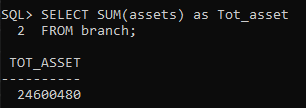 SQL> SELECT SUM(assets) as Tot_asset
  2  FROM branch;
 TOT_ASSET
----------
  24600480